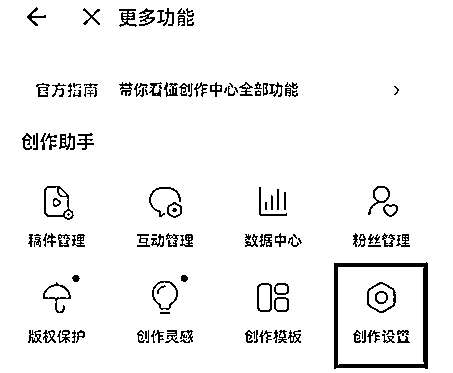 更多功能
官方指南 带你看懂创作中心全部功能
创作助手
稿件管理 互动管理 数据中心 粉丝管理
版权保护 创作灵感 创作模板 创作设置